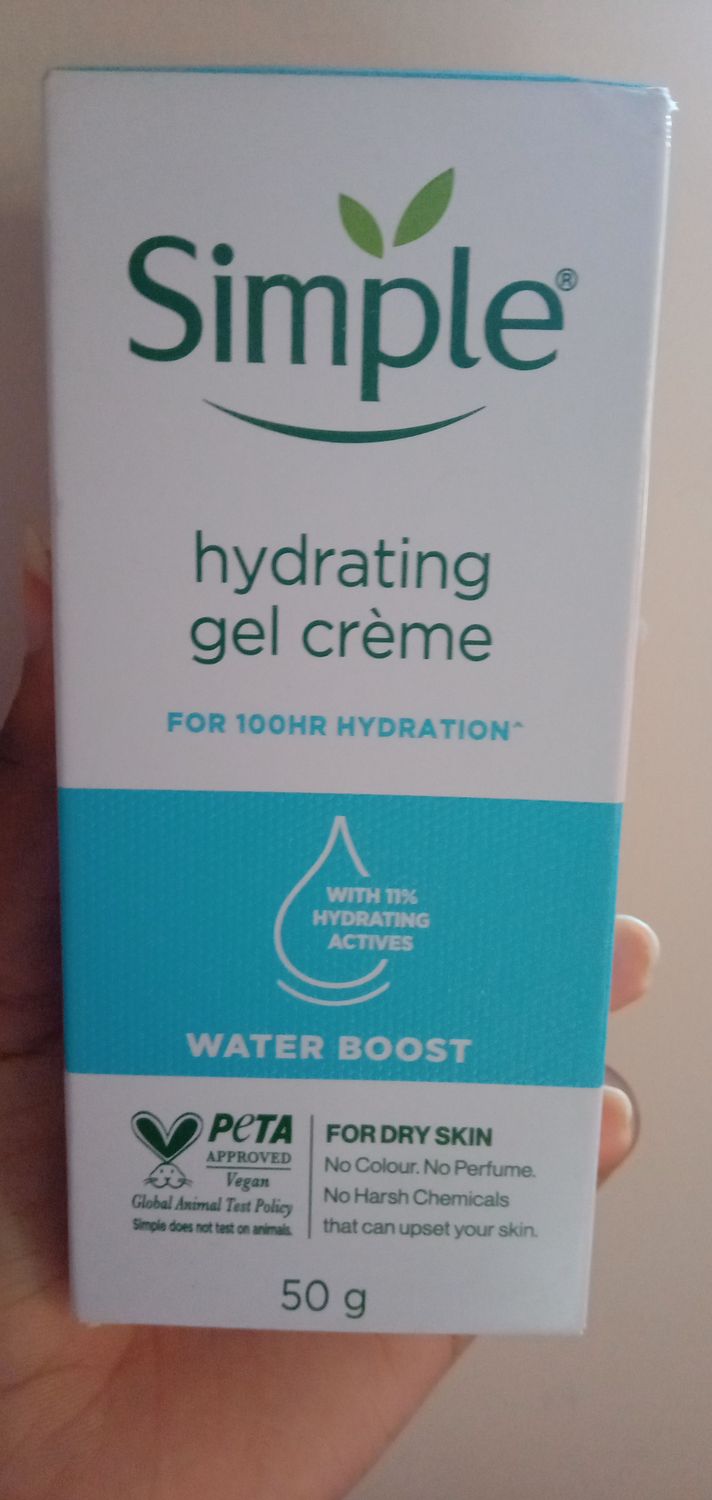 Simple®
hydrating
gel crème
FOR 100HR HYDRATION^
WITH 11%
HYDRATING
ACTIVES
WATER BOOST
PeTA
APPROVED
Vegan
Global Animal Test Policy
Simple does not test on animals.
FOR DRY SKIN
No Colour. No Perfume.
No Harsh Chemicals
that can upset your skin.
50 g